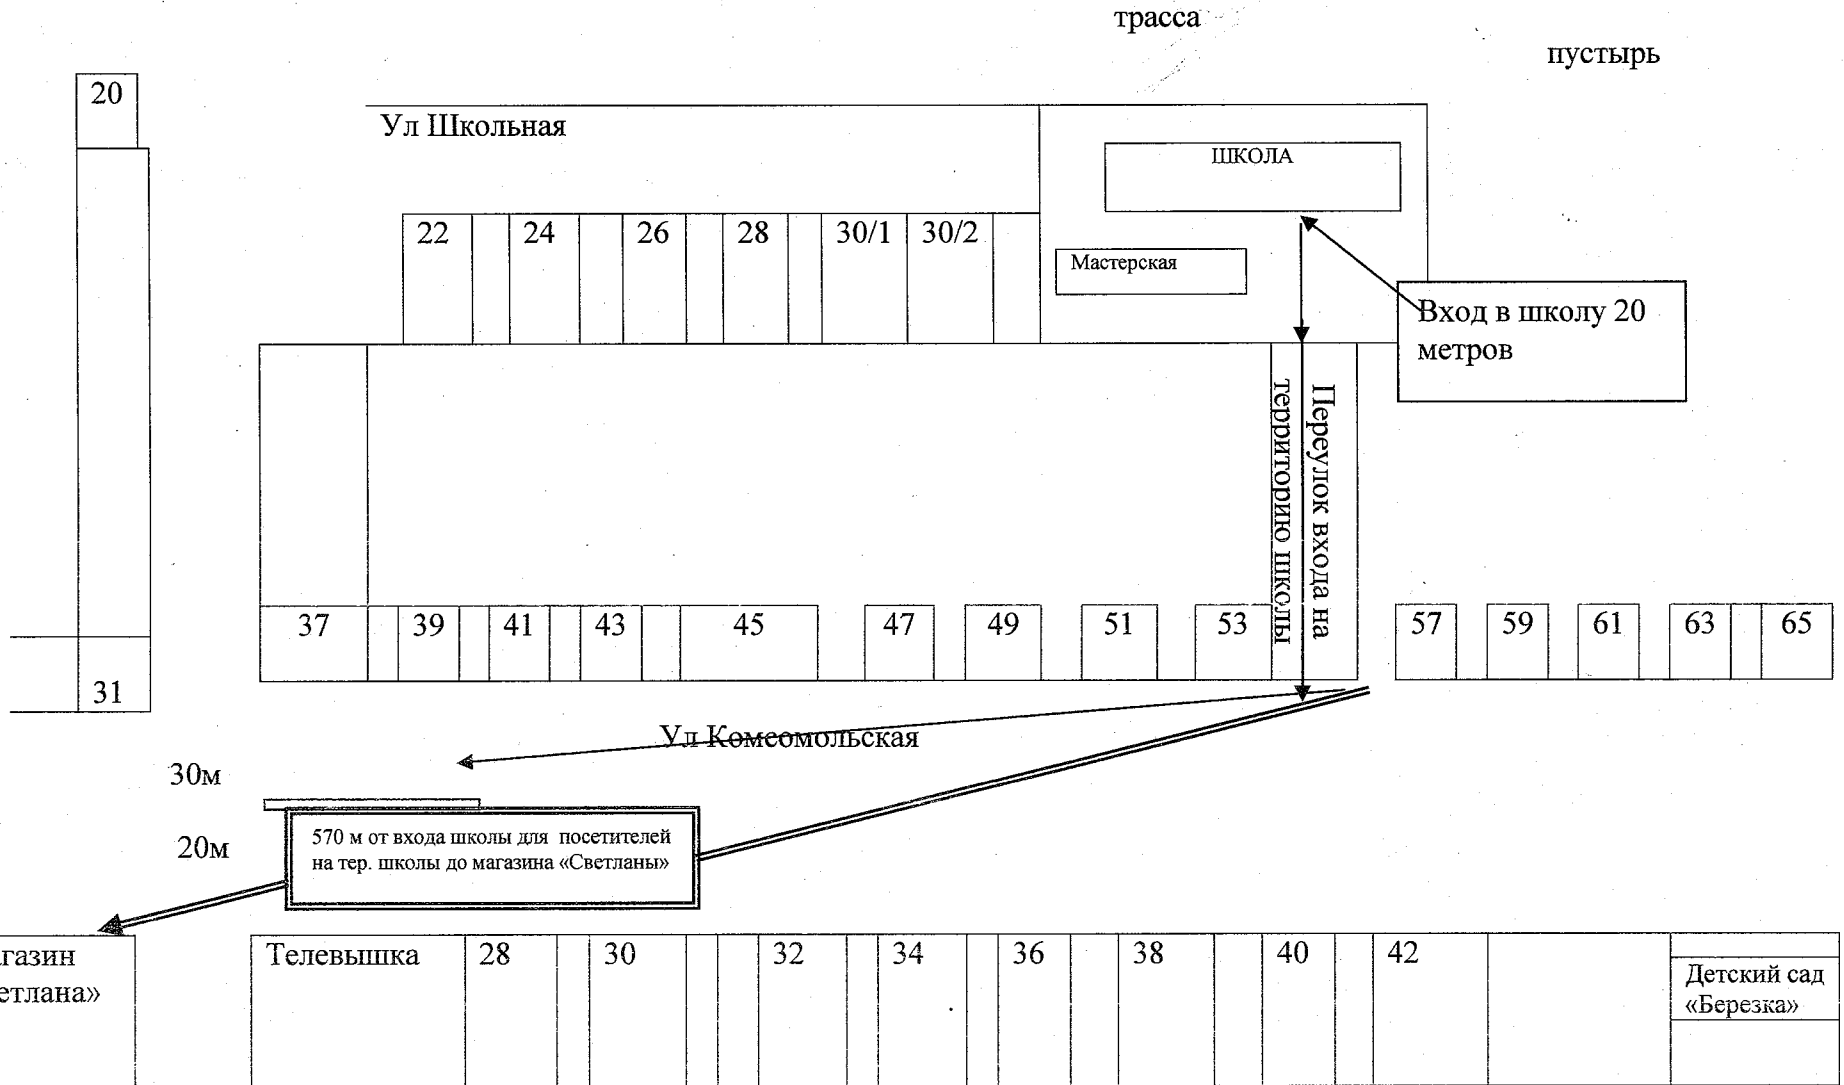 трасса
пустырь
20
Ул Школьная
ШКОЛА
22 24 26 28 30/1 30/2
Мастерская
Вход в школу 20
метров
Переулок входа на
территорию школы
37 39 41 43 45 47 49 51 53 57 59 61 63 65
31
Ул Комсомольская
30м
20м
570 м от входа школы для посетителей
на тер. школы до магазина «Светланы»
газин
етлана»
Телевышка 28 30 32 34 36 38 40 42
Детский сад
«Березка»